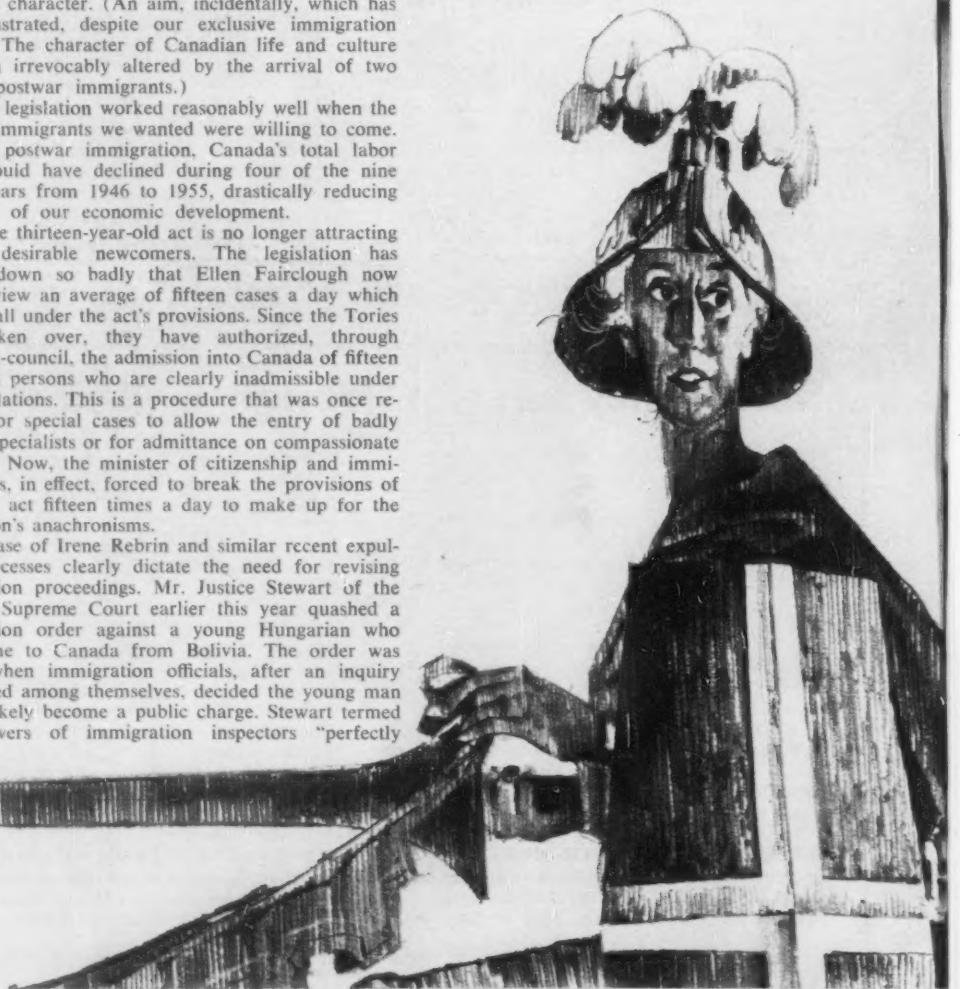 character. (An aim, incidentally, which has
strated, despite our exclusive immigration
The character of Canadian life and culture
irrevocably altered by the arrival of two
postwar immigrants.)
legislation worked reasonably well when the
mmigrants we wanted were willing to come.
postwar immigration, Canada's total labor
ould have declined during four of the nine
ars from 1946 to 1955, drastically reducing
of our economic development.
e thirteen-year-old act is no longer attracting
desirable newcomers. The legislation has
down so badly that Ellen Fairclough now
view an average of fifteen cases a day which
all under the act's provisions. Since the Tories
ken over, they have authorized, through
-council, the admission into Canada of fifteen
persons who are clearly inadmissible under
lations. This is a procedure that was once re-
or special cases to allow the entry of badly
pecialists or for admittance on compassionate
Now, the minister of citizenship and immi-
s, in effect, forced to break the provisions of
act fifteen times a day to make up for the
on's anachronisms.
ase of Irene Rebrin and similar recent expul-
cesses clearly dictate the need for revising
ion proceedings. Mr. Justice Stewart of the
Supreme Court earlier this year quashed a
ion order against a young Hungarian who
ne to Canada from Bolivia. The order was
when immigration officials, after an inquiry
ed among themselves, decided the young man
kely become a public charge. Stewart termed
wers of immigration inspectors "perfectly